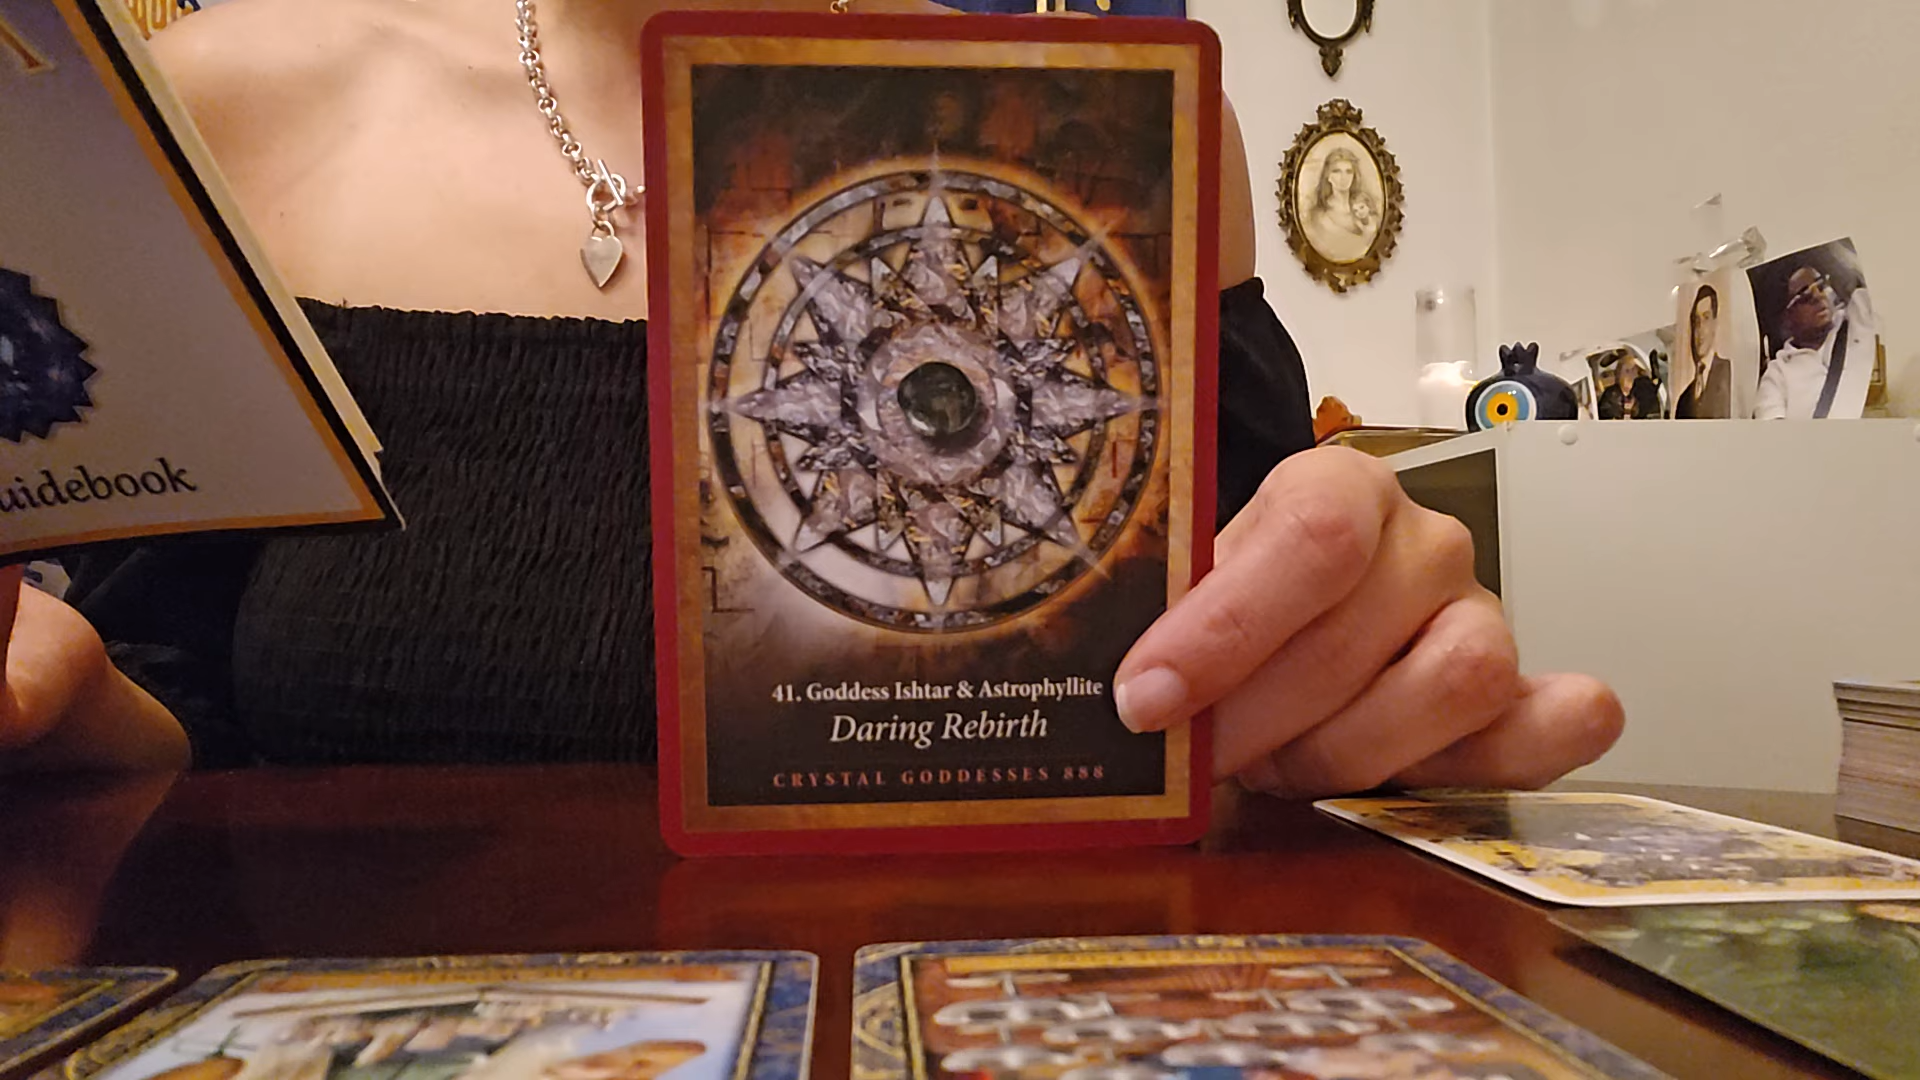 uidebook
41. Goddess Ishtar & Astrophyllite
Daring Rebirth
CRYSTAL GODDESSES 888